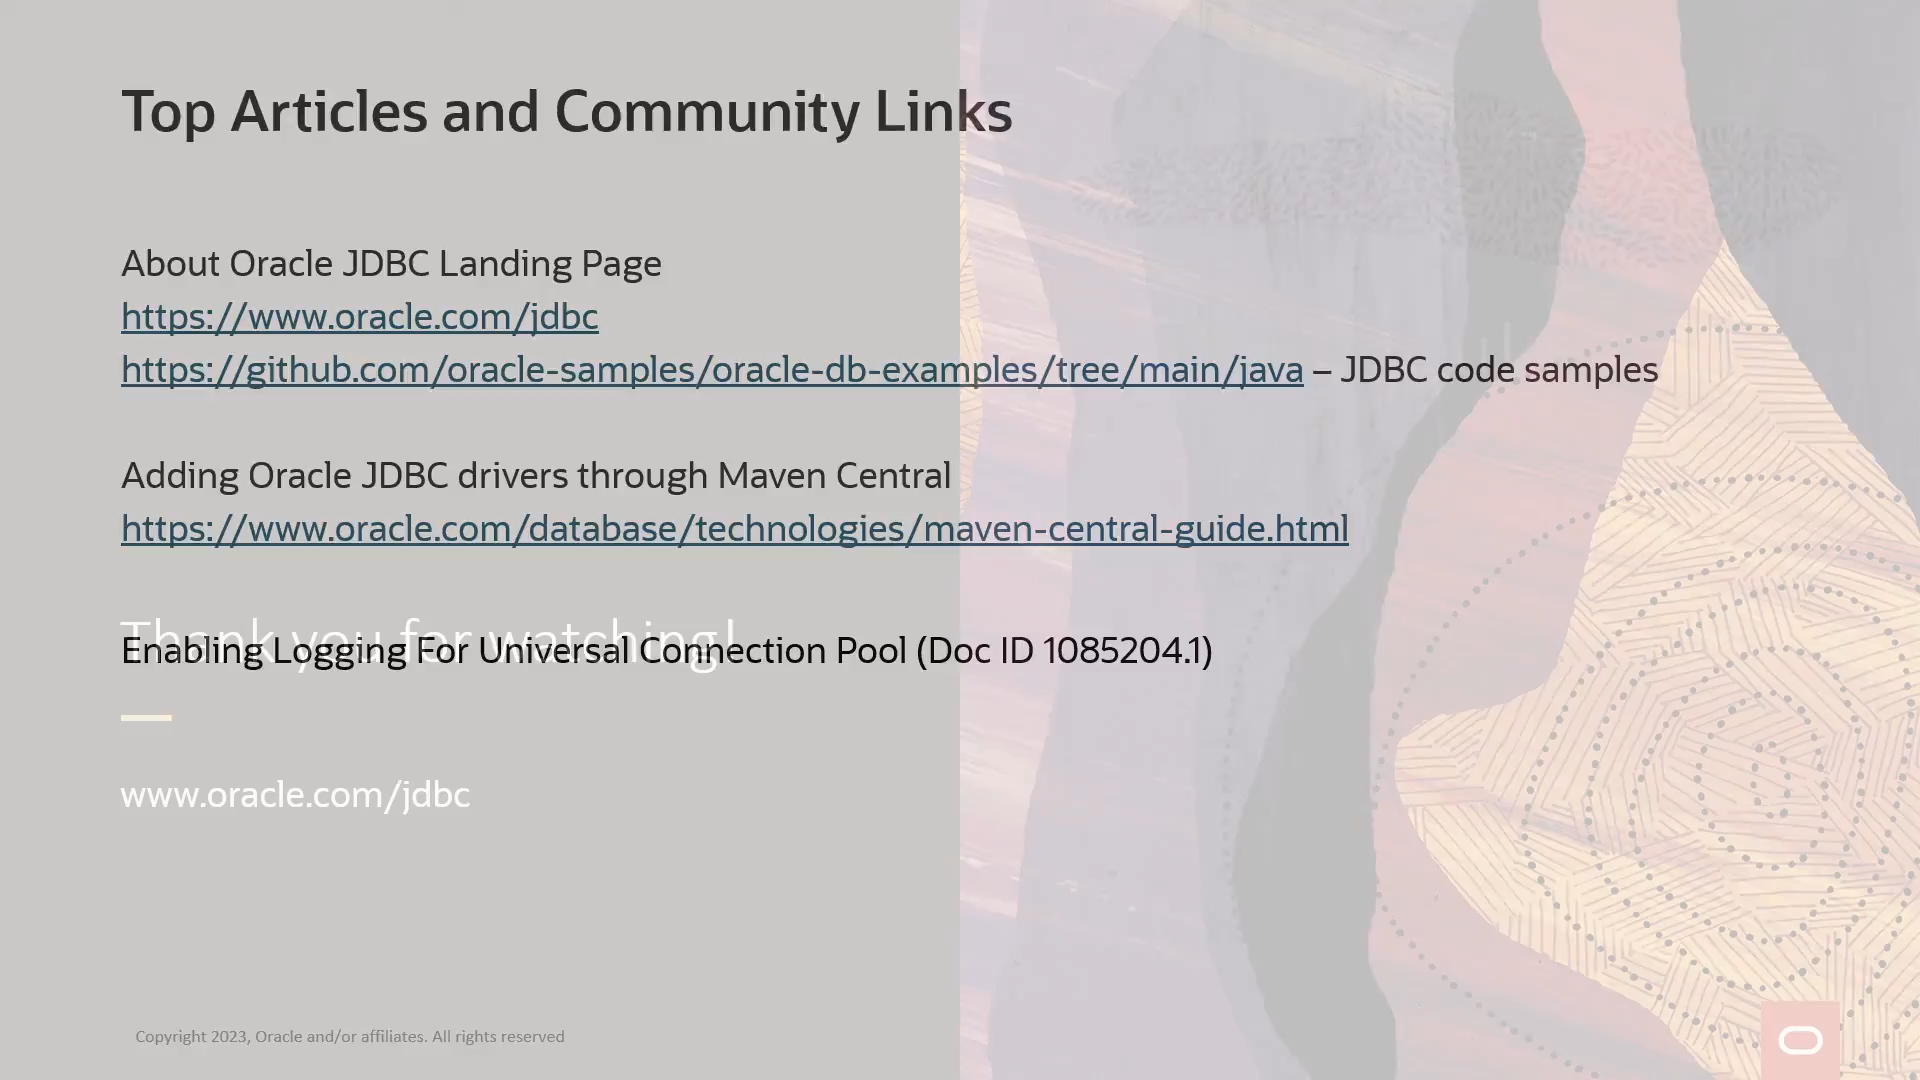 Top Articles and Community Links
About Oracle JDBC Landing Page
https://www.oracle.com/jdbc
https://github.com/oracle-samples/oracle-db-examples/tree/main/java – JDBC code samples
Adding Oracle JDBC drivers through Maven Central
https://www.oracle.com/database/technologies/maven-central-guide.html
Thank you for watching!
Enabling Logging For Universal Connection Pool (Doc ID 1085204.1)
www.oracle.com/jdbc
Copyright 2023, Oracle and/or affiliates. All rights reserved